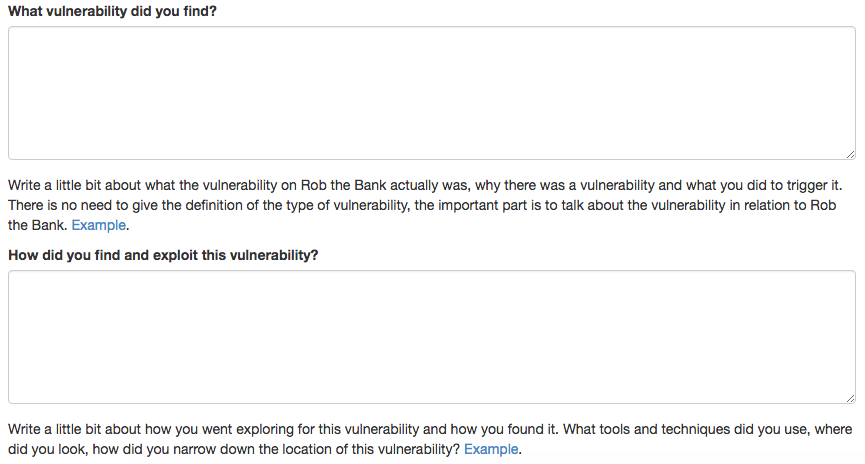 What vulnerability did you find?
Write a little bit about what the vulnerability on Rob the Bank actually was, why there was a vulnerability and what you did to trigger it.
There is no need to give the definition of the type of vulnerability, the important part is to talk about the vulnerability in relation to Rob
the Bank. Example.
How did you find and exploit this vulnerability?
Write a little bit about how you went exploring for this vulnerability and how you found it. What tools and techniques did you use, where
did you look, how did you narrow down the location of this vulnerability? Example.